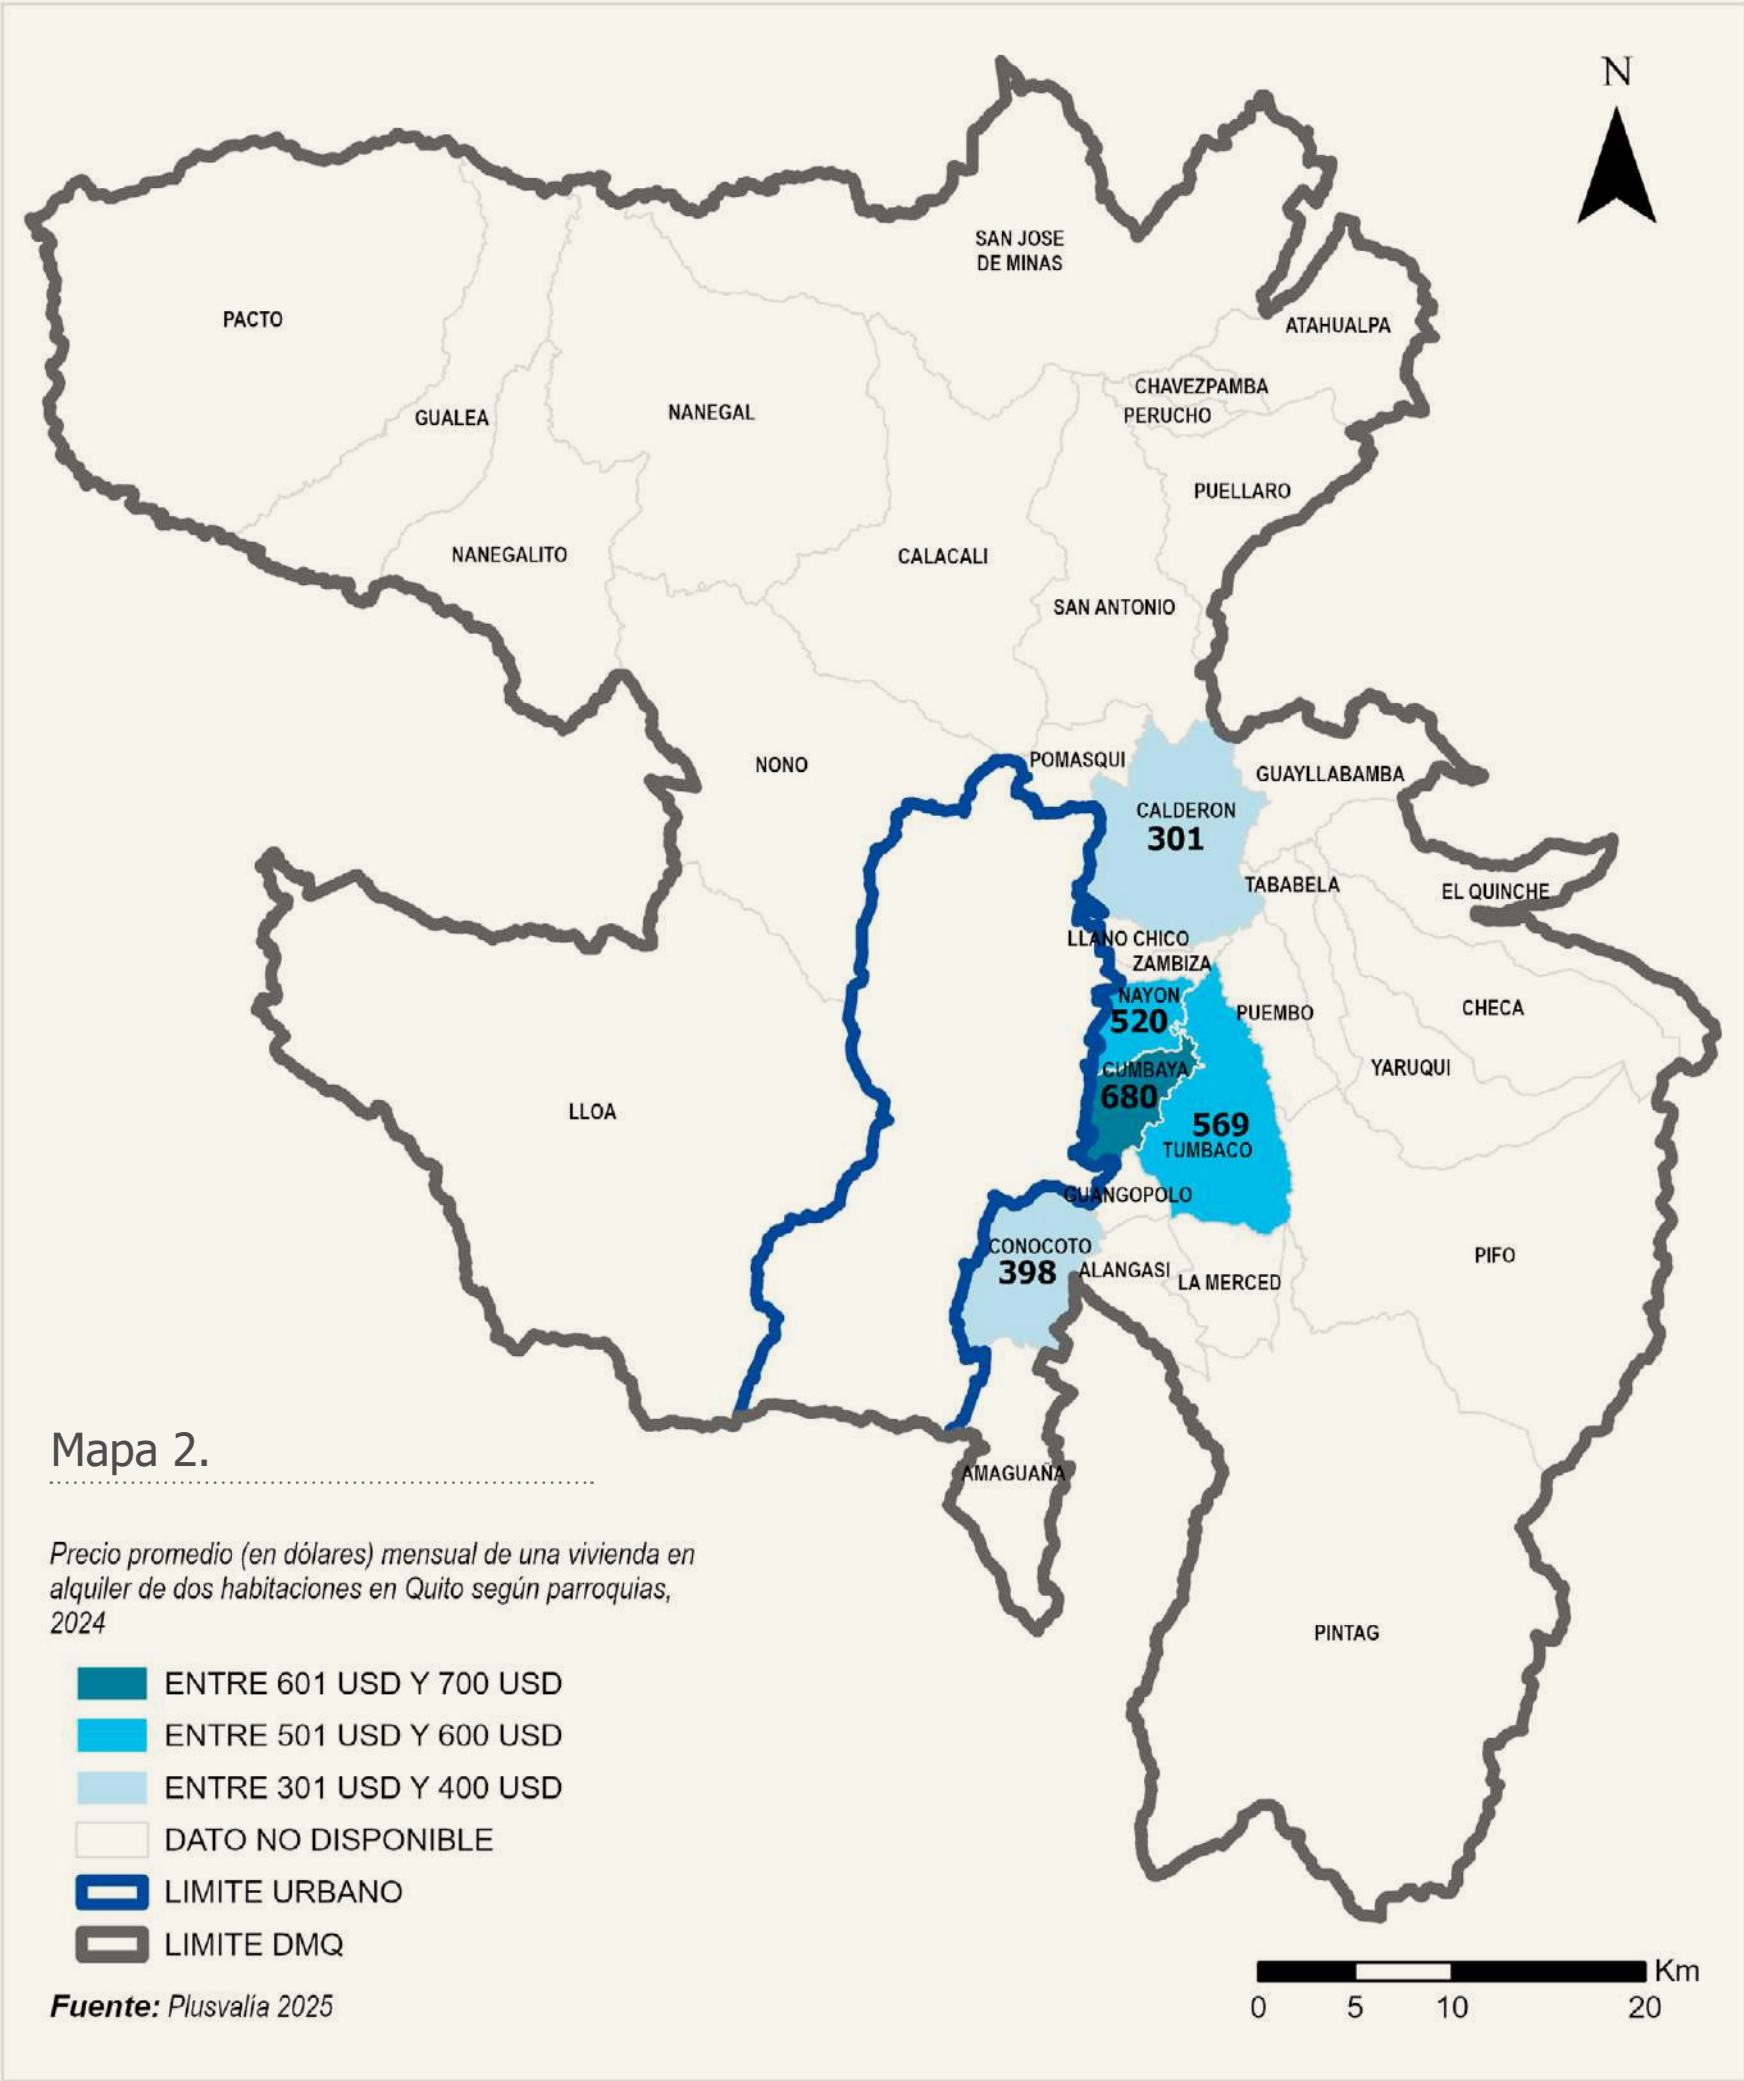 N
SAN JOSE
DE MINAS
PACTO
ATAHUALPA
CHAVEZPAMBA
GUALEA
NANEGAL
PERUCHO
PUELLARO
NANEGALITO
CALACALI
SAN ANTONIO
NONO
POMASQUI
GUAYLLABAMBA
CALDERON
301
TABABELA
EL QUINCHE
LLANO CHICO
ZAMBIZA
NAYON
520
PUEMBO
CHECA
CUMBAYA
680
YARUQUI
LLOA
569
TUMBACO
GUANGOPOLO
CONOCOTO
398
ALANGASI
LA MERCED
PIFO
AMAGUAÑA
PINTAG
Mapa 2.
Precio promedio (en dólares) mensual de una vivienda en
alquiler de dos habitaciones en Quito según parroquias,
2024
ENTRE 601 USD Y 700 USD
ENTRE 501 USD Y 600 USD
ENTRE 301 USD Y 400 USD
DATO NO DISPONIBLE
LIMITE URBANO
LIMITE DMQ
Fuente: Plusvalía 2025
Km
0 5 10 20